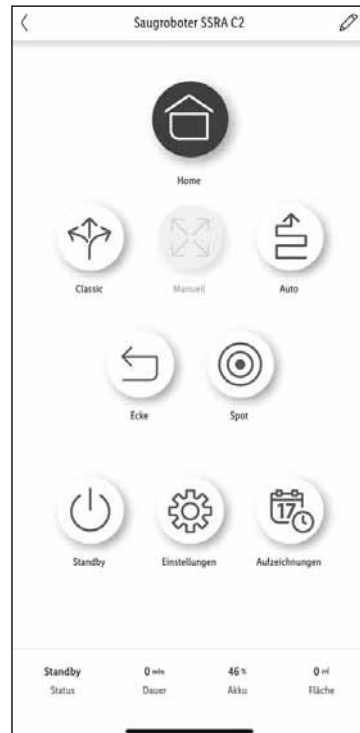 Saugroboter SSRA C2
Home
Classic Manuell Auto
Ecke Spot
17
Standby Einstellungen Aufzeichnungen
Standby 0 min 46 % 0 ㎡
Status Dauer Akku Fläche